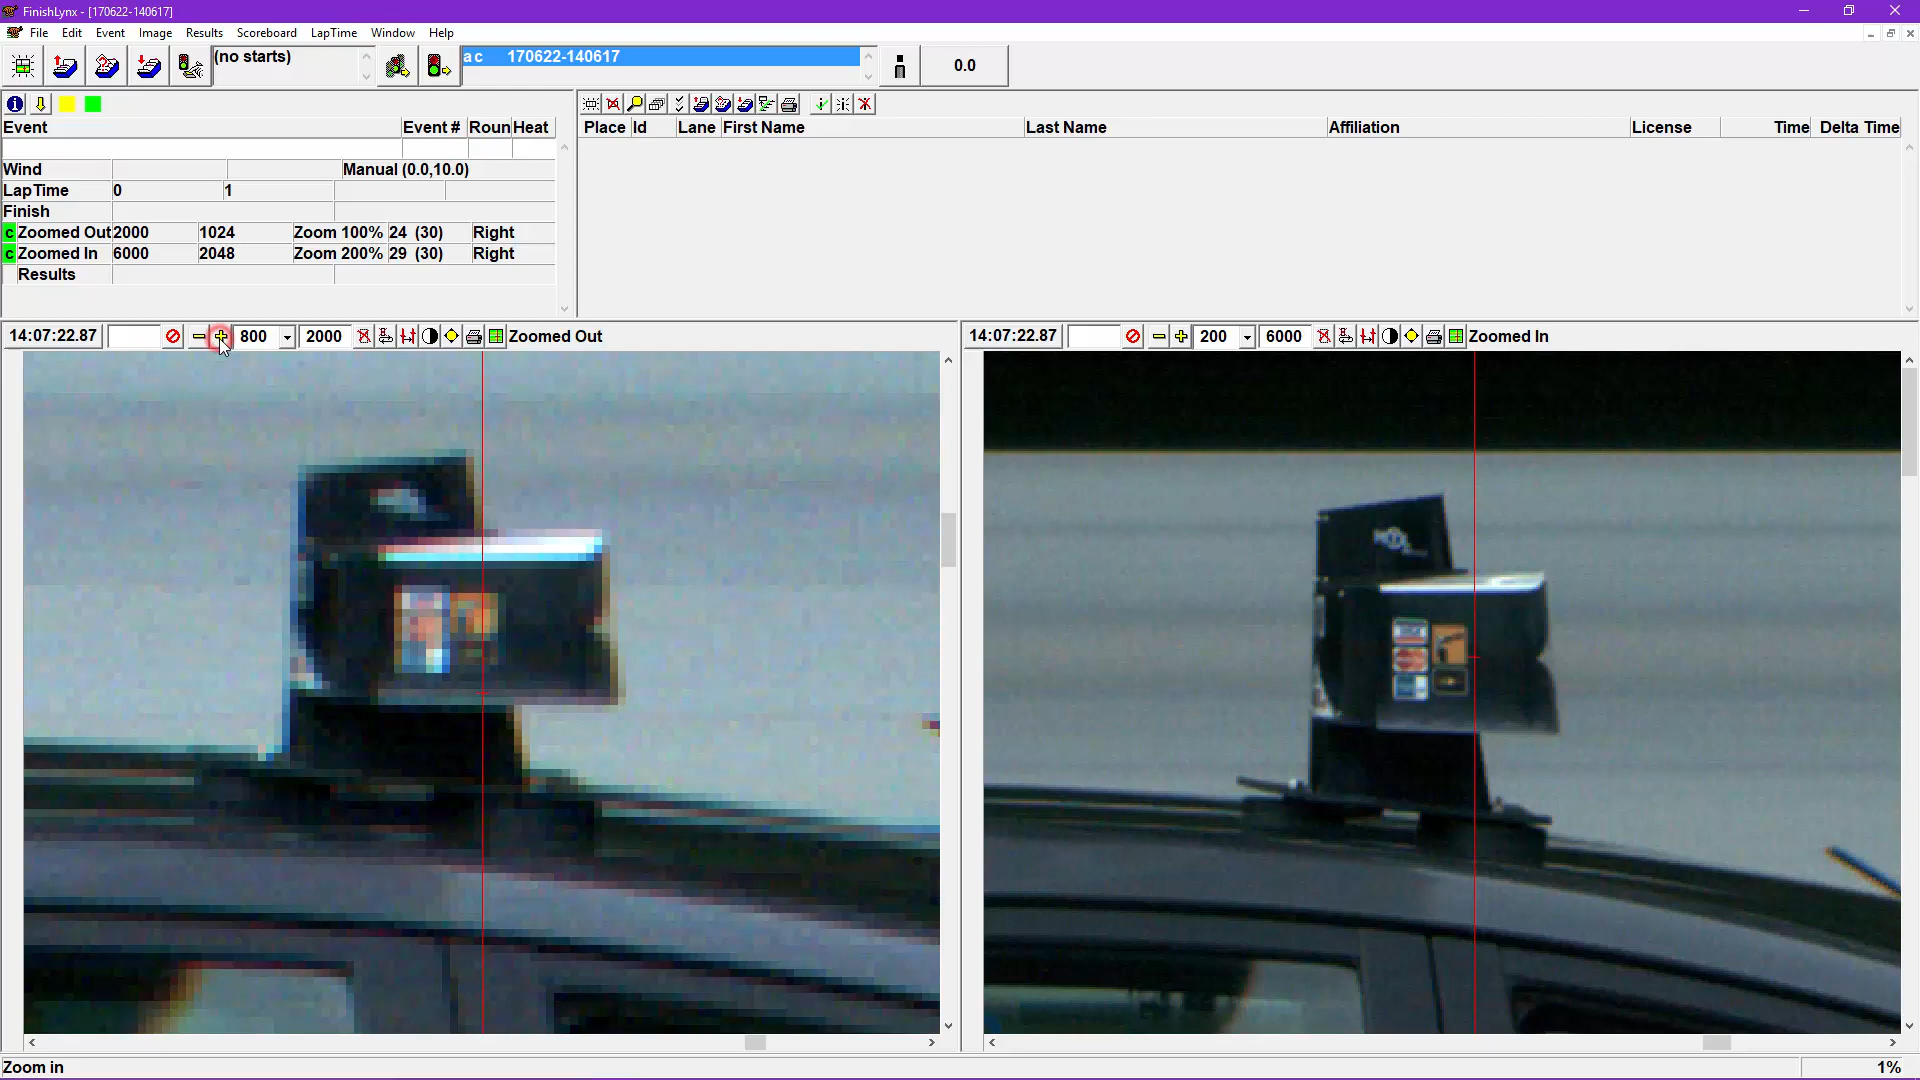 FinishLynx - [170622-140617]
File Edit Event Image Results Scoreboard LapTime Window Help
(no starts)
a c 170622-140617
0.0
Event Event # Roun Heat
Wind Manual (0.0,10.0)
LapTime 0 1
Finish
c Zoomed Out 2000 1024 Zoom 100% 24 (30) Right
c Zoomed In 6000 2048 Zoom 200% 29 (30) Right
Results
Place Id Lane First Name Last Name Affiliation License Time Delta Time
14:07:22.87 800 2000 Zoomed Out
14:07:22.87 200 6000 Zoomed In
Zoom in
1%